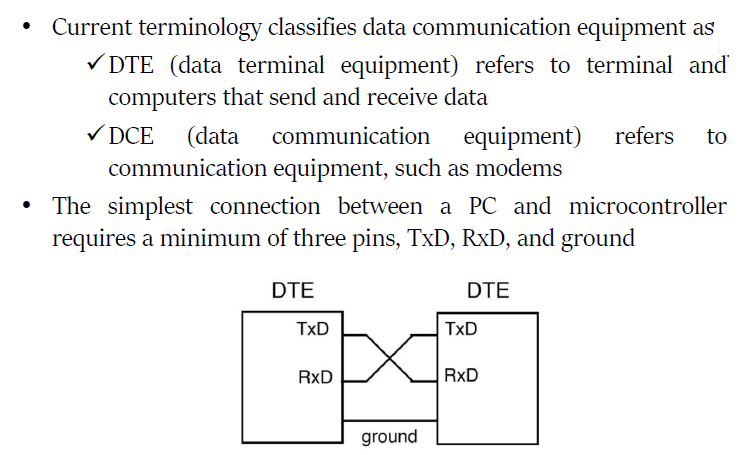 • Current terminology classifies data communication equipment as
✓ DTE (data terminal equipment) refers to terminal and
computers that send and receive data
✓ DCE (data communication equipment) refers to
communication equipment, such as modems
• The simplest connection between a PC and microcontroller
requires a minimum of three pins, TxD, RxD, and ground
DTE DTE
TxD TxD
RxD RxD
ground